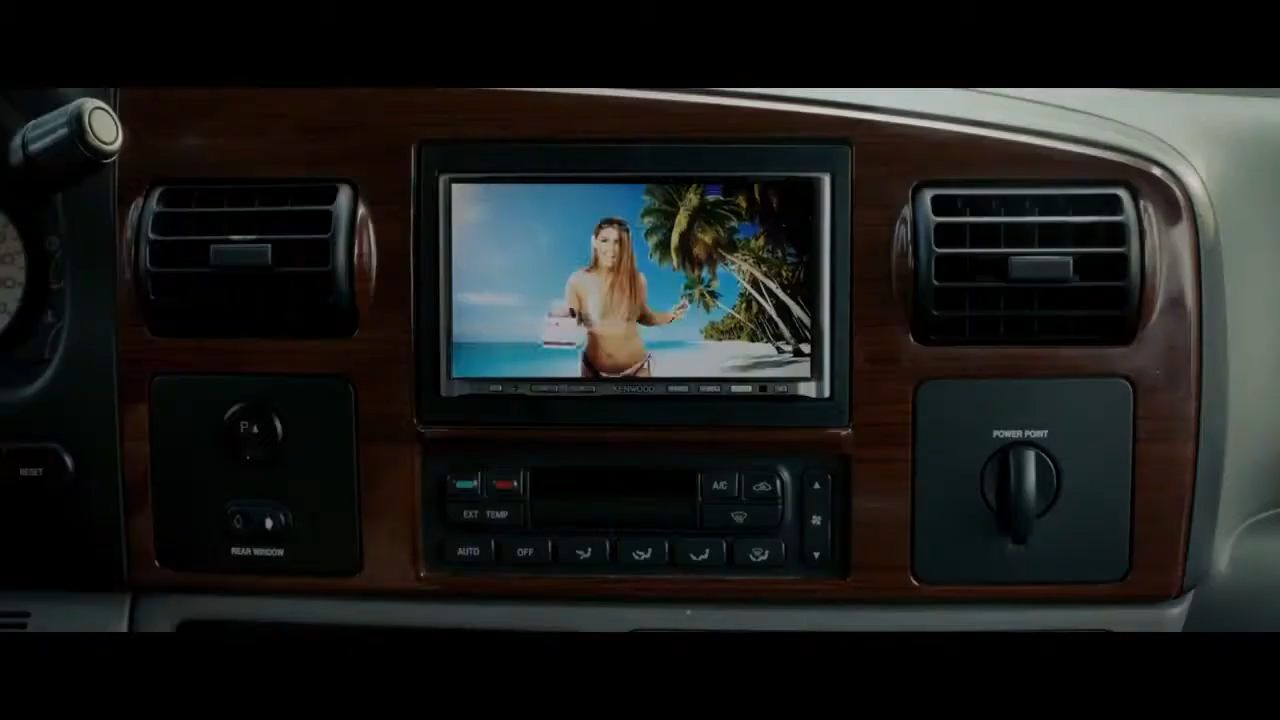 KENWOOD
P
RESET
REAR WINDOW
EXT TEMP
A/C
AUTO
OFF
POWER POINT